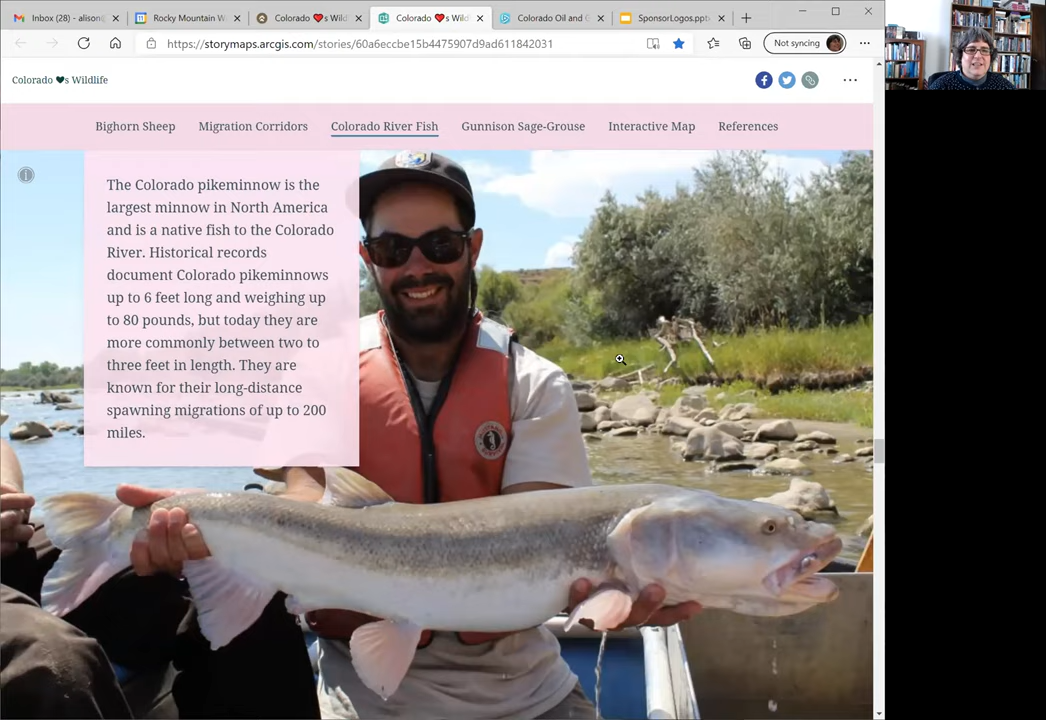 Inbox (28) - alison
Rocky Mountain W
Colorado ❤️s Wild
Colorado ❤️s Wild
Colorado Oil and G
SponsorLogos.ppt
https://storymaps.arcgis.com/stories/60a6eccbe15b4475907d9ad611842031
Not syncing
Colorado ♥s Wildlife
Bighorn Sheep
Migration Corridors
Colorado River Fish
Gunnison Sage-Grouse
Interactive Map
References
The Colorado pikeminnow is the
largest minnow in North America
and is a native fish to the Colorado
River. Historical records
document Colorado pikeminnows
up to 6 feet long and weighing up
to 80 pounds, but today they are
more commonly between two to
three feet in length. They are
known for their long-distance
spawning migrations of up to 200
miles.